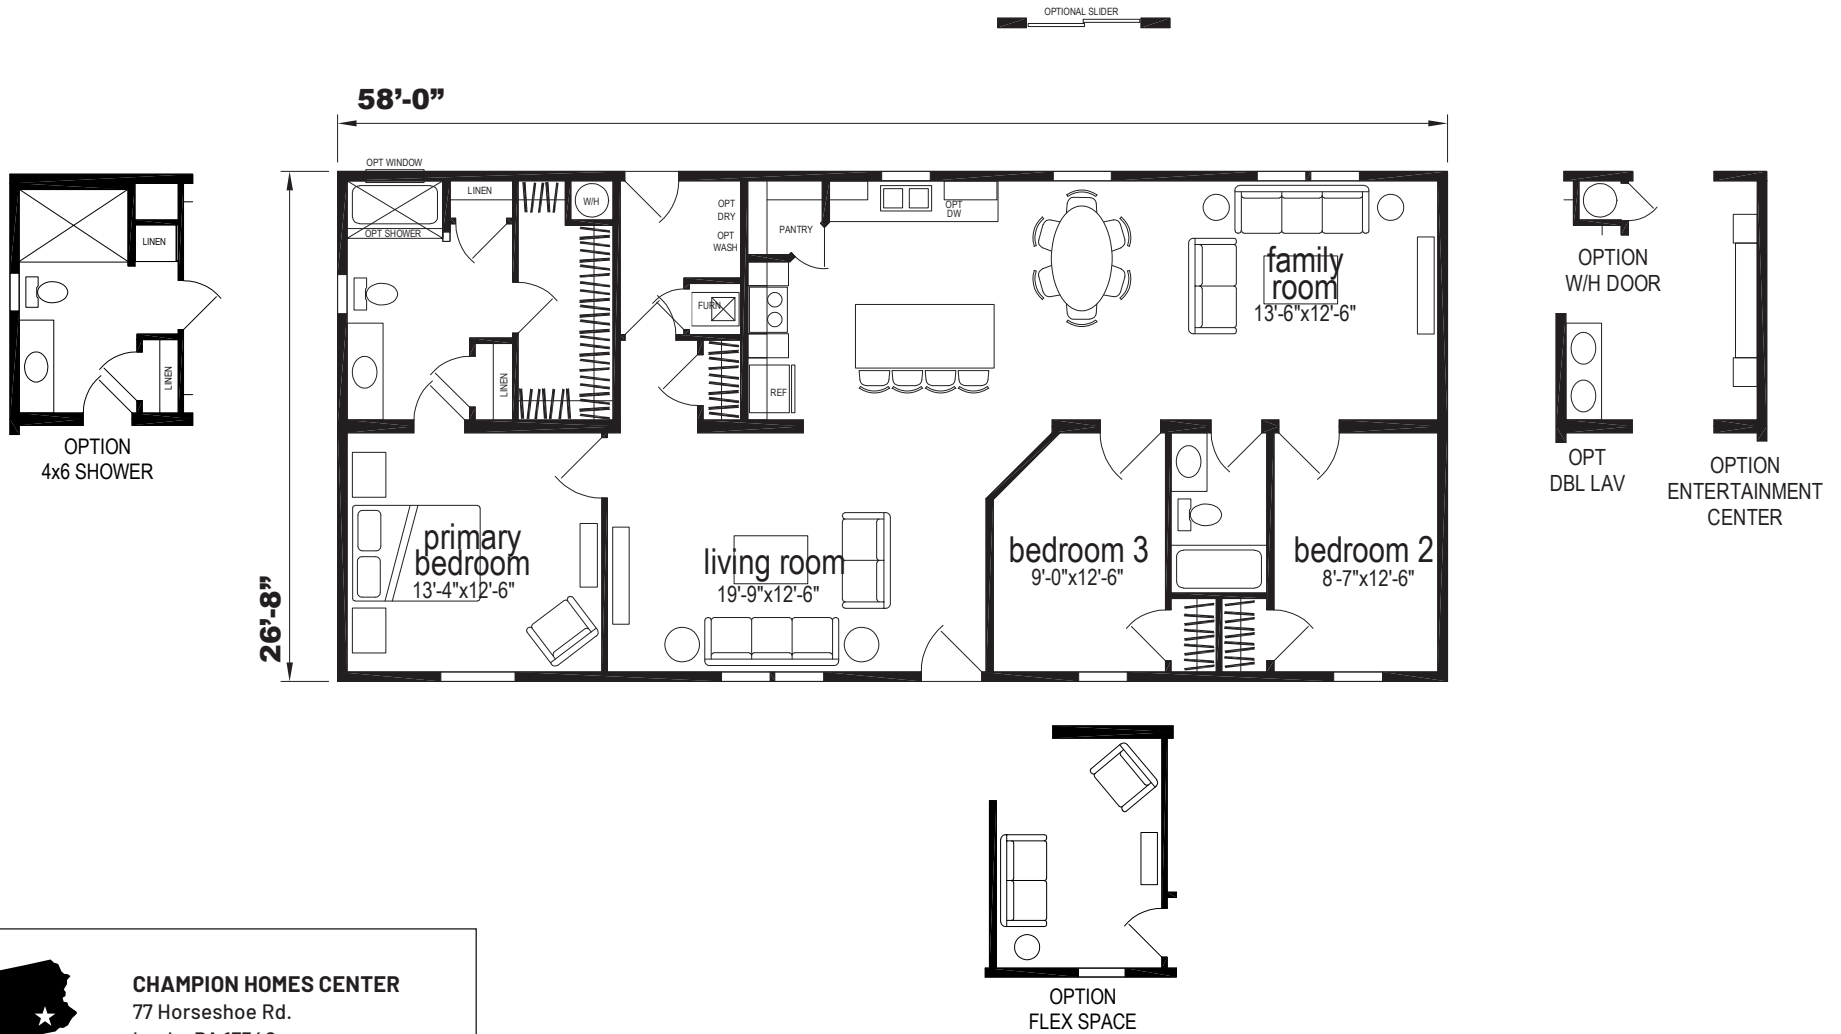 OPTIONAL SLIDER
58’-0”
OPT WINDOW
LINEN
W/H
OPT SHOWER
OPT
DRY
OPT
WASH
PANTRY
OPT
DW
FURN
LINEN
REF
family
room
13'-6"x12'-6"
26’-8”
primary
bedroom
13'-4"x12'-6"
living room
19'-9"x12'-6"
bedroom 3
9'-0"x12'-6"
bedroom 2
8'-7"x12'-6"
LINEN
LINEN
OPTION
4x6 SHOWER
OPTION
W/H DOOR
OPT
DBL LAV
OPTION
ENTERTAINMENT
CENTER
OPTION
FLEX SPACE
CHAMPION HOMES CENTER
77 Horseshoe Rd.